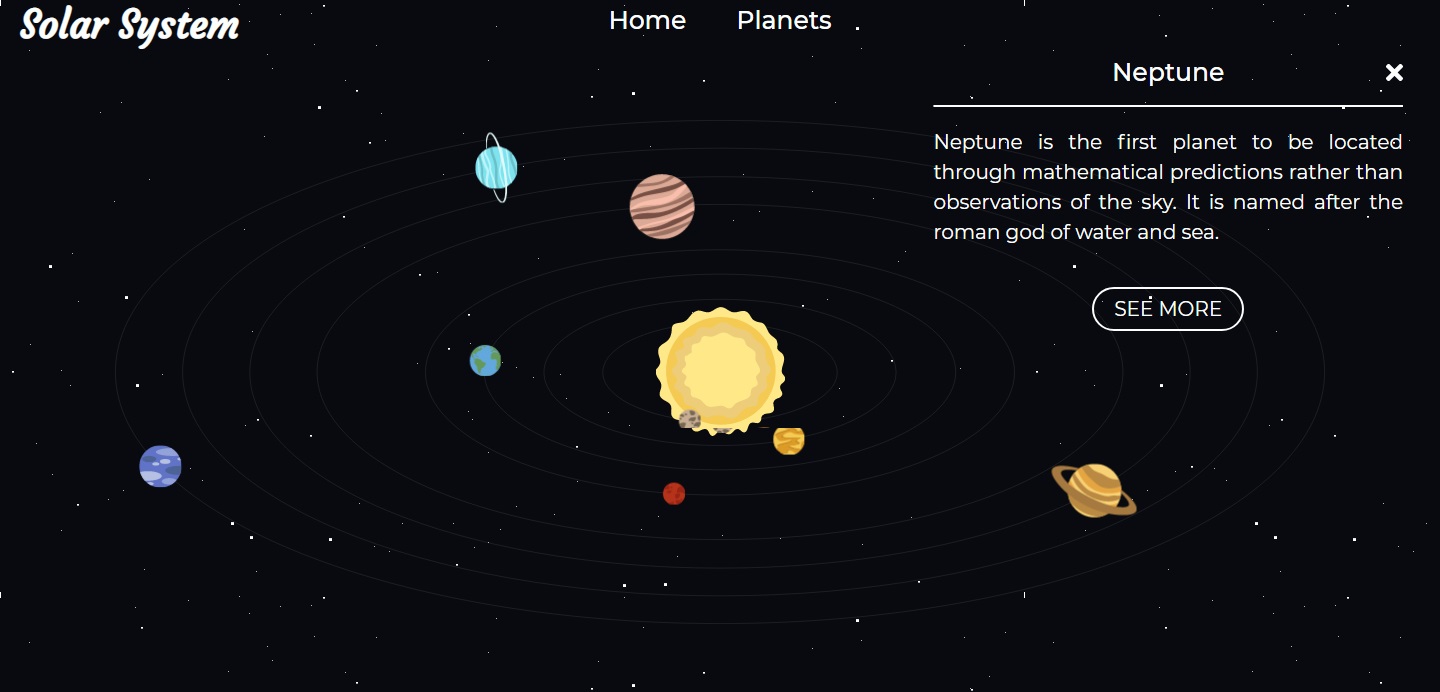 Solar System
Home Planets
Neptune
Neptune is the first planet to be located
through mathematical predictions rather than
observations of the sky. It is named after the
roman god of water and sea.
SEE MORE